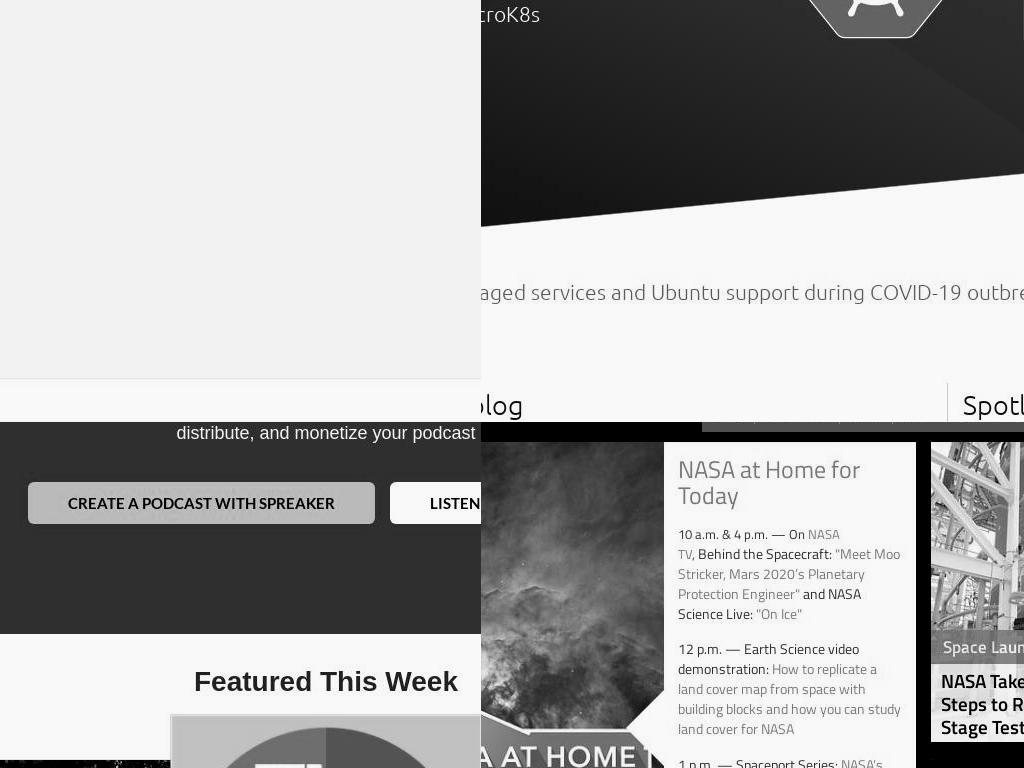 croK8s
aged services and Ubuntu support during COVID-19 outbre
blog
Spotl
distribute, and monetize your podcast
CREATE A PODCAST WITH SPREAKER
LISTEN
Featured This Week
NASA at Home for
Today
10 a.m. & 4 p.m. — On NASA
TV, Behind the Spacecraft: "Meet Moo
Stricker, Mars 2020's Planetary
Protection Engineer" and NASA
Science Live: "On Ice"
12 p.m. — Earth Science video
demonstration: How to replicate a
land cover map from space with
building blocks and how you can study
land cover for NASA
1 p.m. — Spaceport Series: NASA's
A AT HOME T
Space Laun
NASA Take
Steps to R
Stage Test